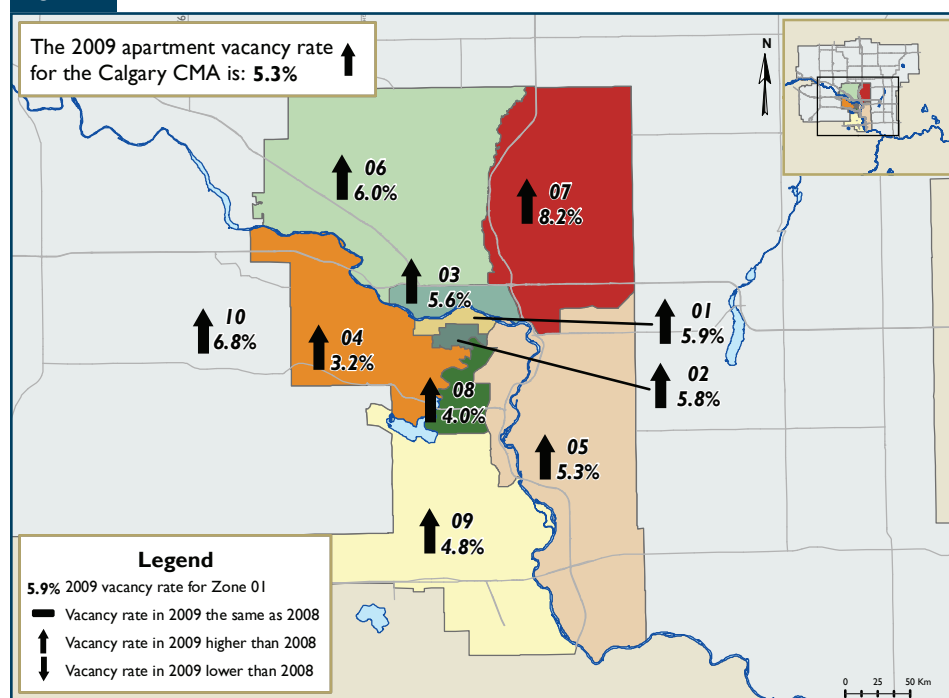 The 2009 apartment vacancy rate
for the Calgary CMA is: 5.3%
N
06
6.0%
07
8.2%
03
5.6%
01
5.9%
10
6.8%
04
3.2%
02
5.8%
08
4.0%
05
5.3%
09
4.8%
Legend
5.9% 2009 vacancy rate for Zone 01
Vacancy rate in 2009 the same as 2008
Vacancy rate in 2009 higher than 2008
Vacancy rate in 2009 lower than 2008
0 25 50 Km